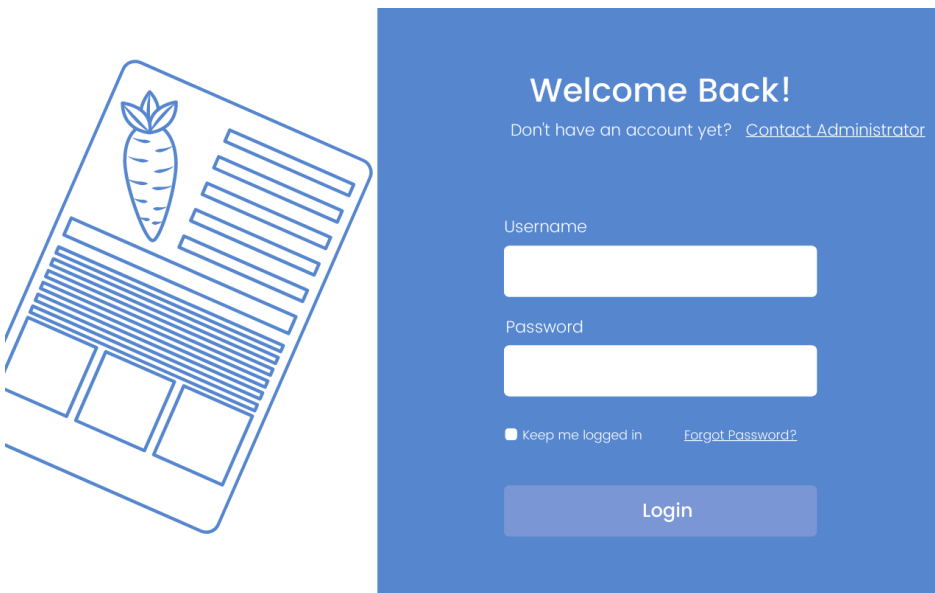 Welcome Back!
Don't have an account yet? Contact Administrator
Username
Password
Keep me logged in Forgot Password?
Login